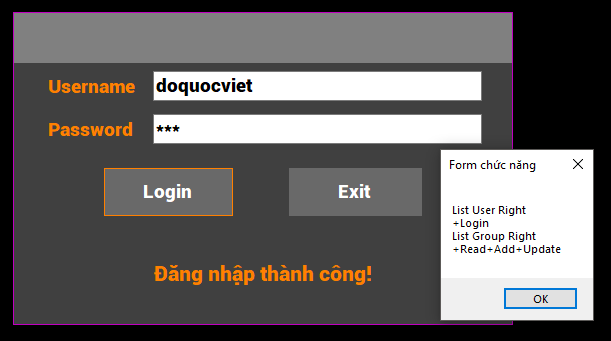 Username
doquocviet
Password
***
Login
Exit
Đăng nhập thành công!
Form chức năng
List User Right
+Login
List Group Right
+Read+Add+Update
OK